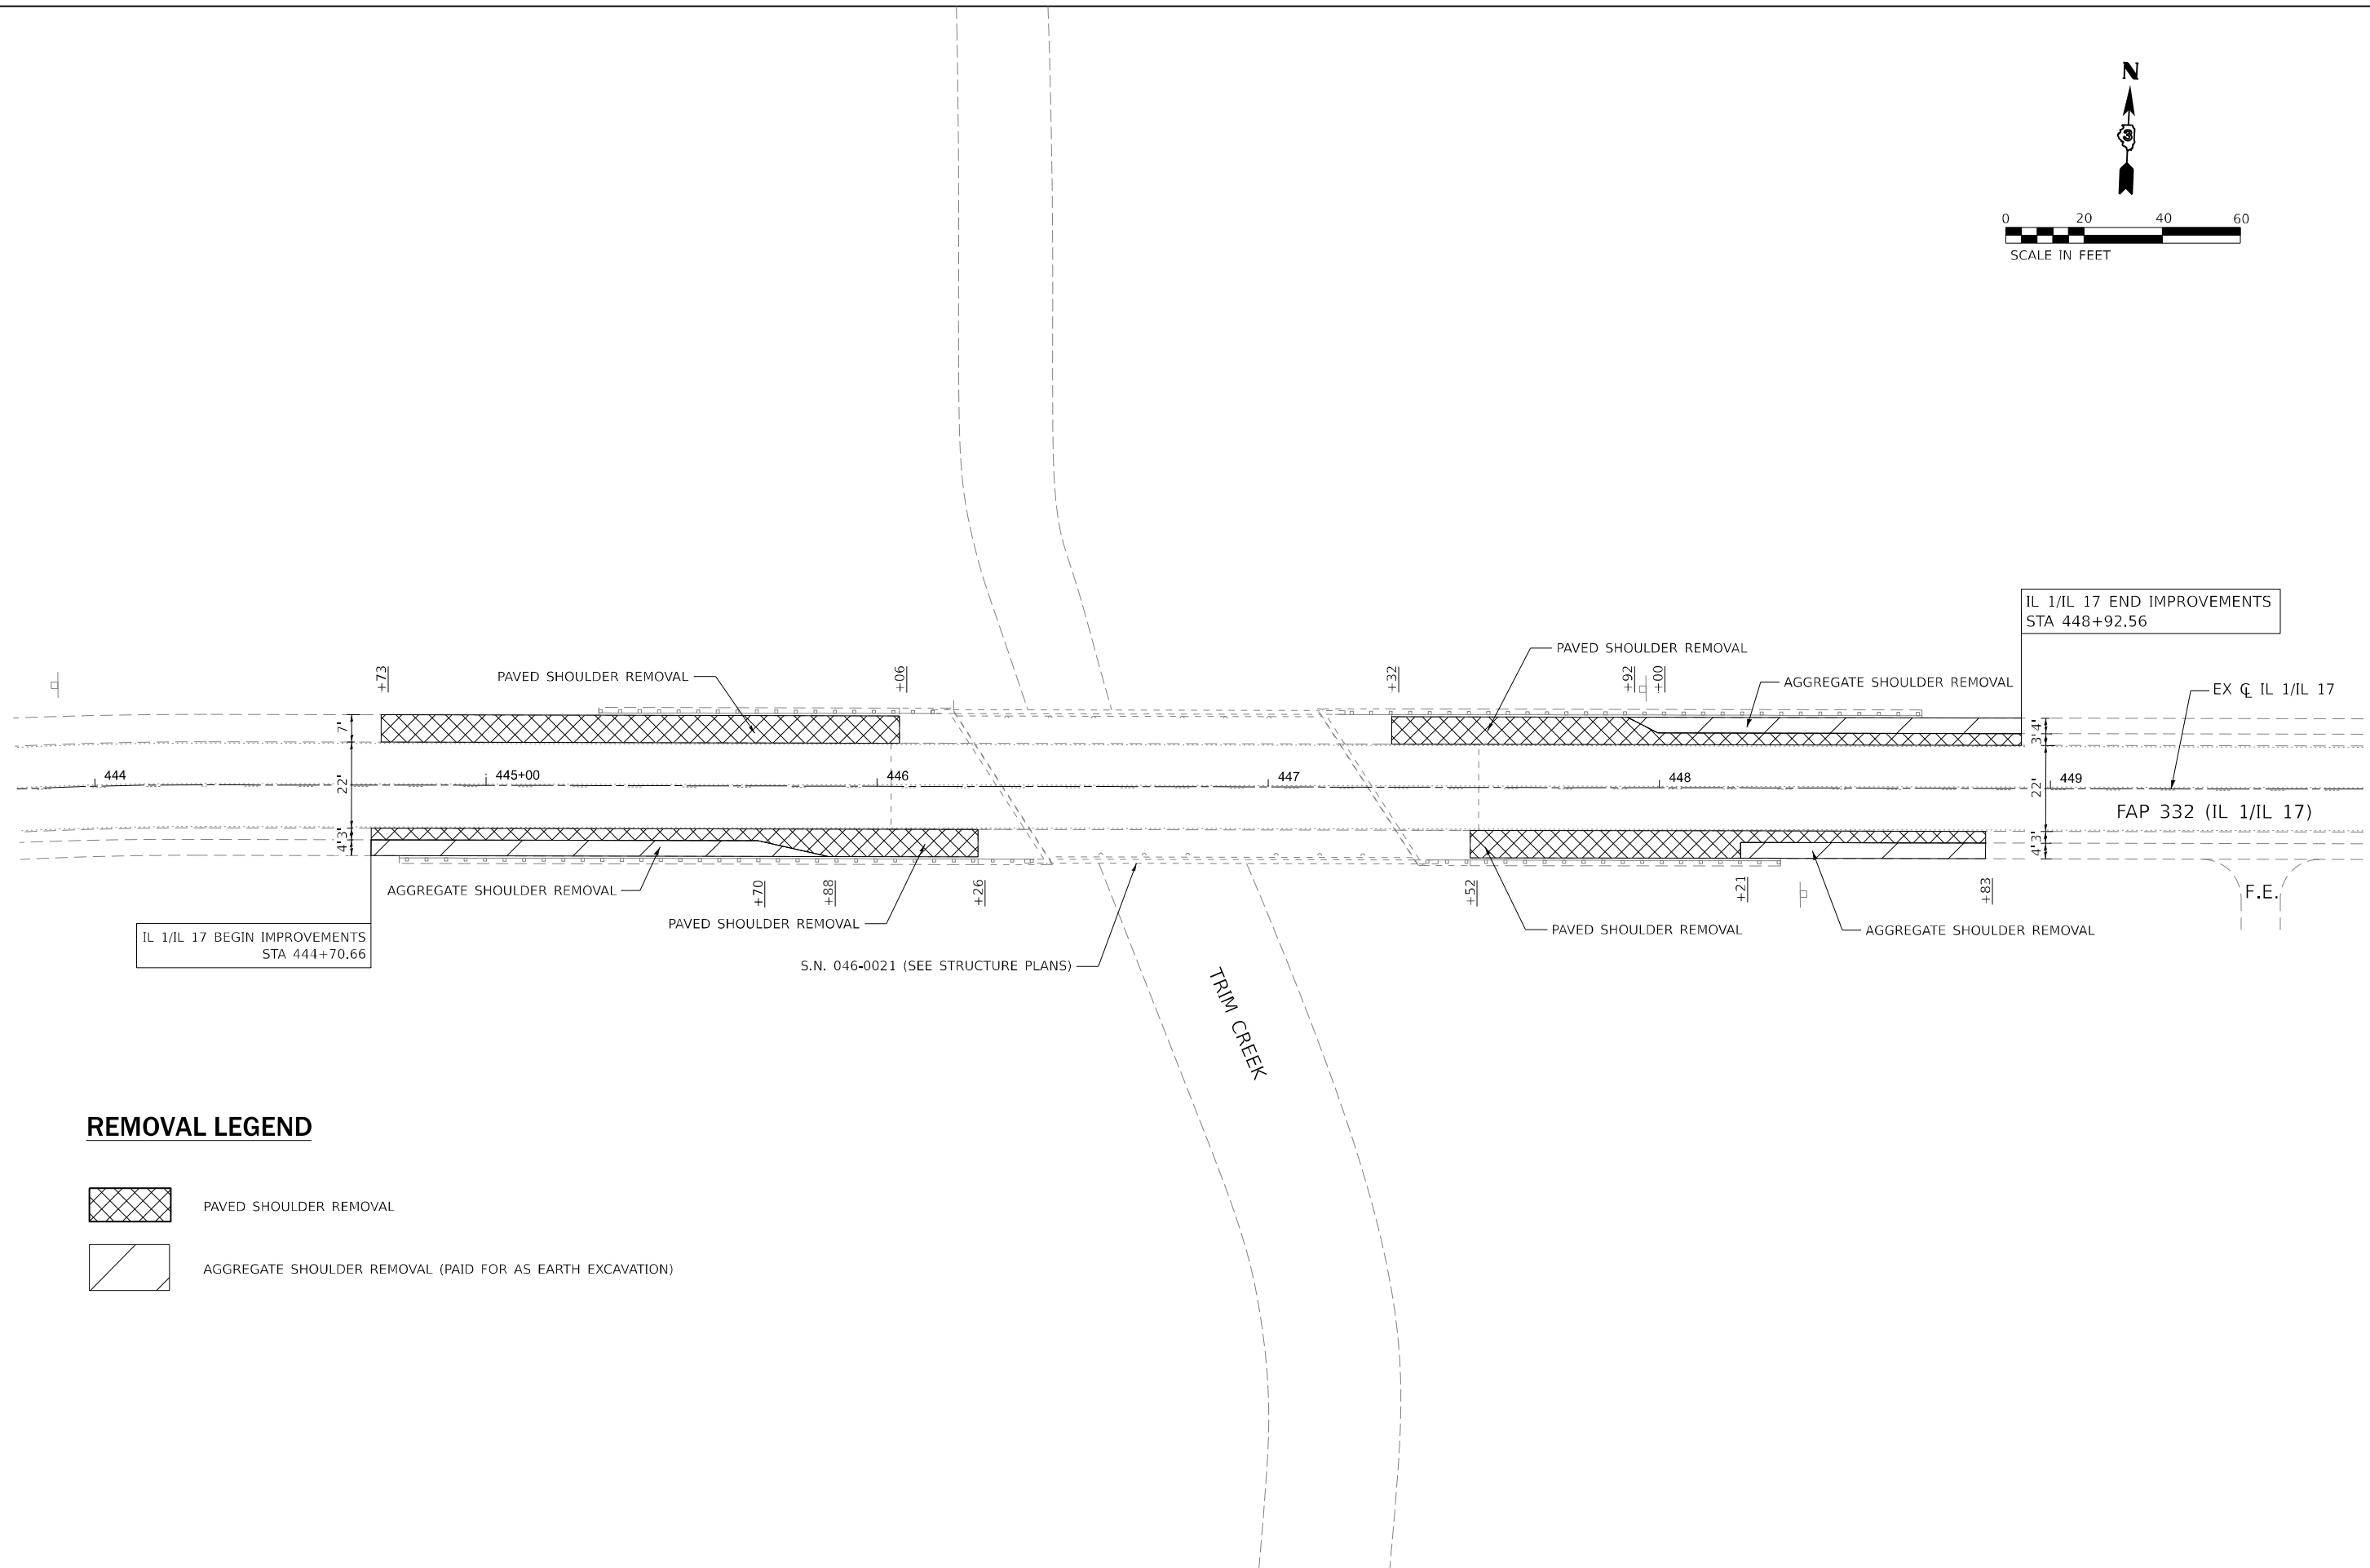 N
3
0 20 40 60
SCALE IN FEET
IL 1/IL 17 END IMPROVEMENTS
STA 448+92.56
PAVED SHOULDER REMOVAL
+73
PAVED SHOULDER REMOVAL
+06
+32
+92
+00
AGGREGATE SHOULDER REMOVAL
EX ℄ IL 1/IL 17
7'
4'
3'
444
445+00
446
447
448
449
22'
22'
FAP 332 (IL 1/IL 17)
3'
4'
3'
4'
AGGREGATE SHOULDER REMOVAL
+70
+88
+26
+52
+21
+83
F.E.
PAVED SHOULDER REMOVAL
PAVED SHOULDER REMOVAL
AGGREGATE SHOULDER REMOVAL
IL 1/IL 17 BEGIN IMPROVEMENTS
STA 444+70.66
S.N. 046-0021 (SEE STRUCTURE PLANS)
TRIM CREEK
REMOVAL LEGEND
PAVED SHOULDER REMOVAL
AGGREGATE SHOULDER REMOVAL (PAID FOR AS EARTH EXCAVATION)